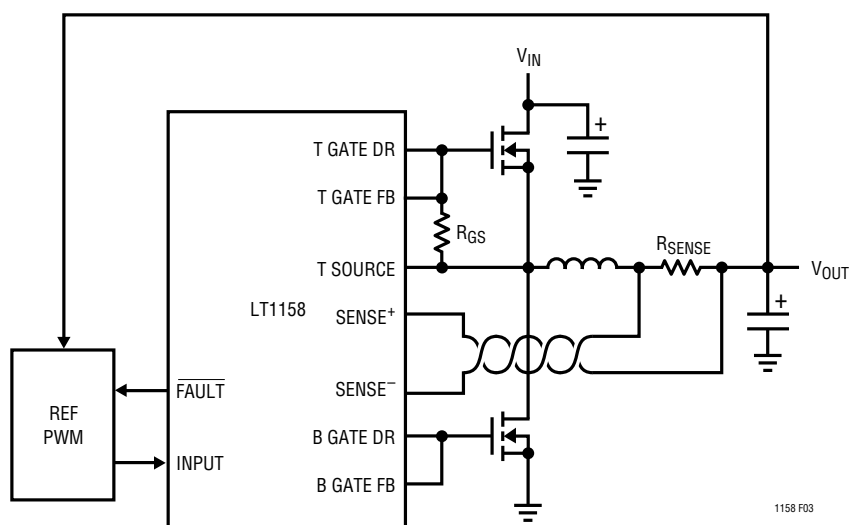 V_IN
+
T GATE DR
T GATE FB
R_GS
T SOURCE
R_SENSE
V_OUT
LT1158
SENSE⁺
+
SENSE⁻
REF
PWM
F̅A̅U̅L̅T̅
INPUT
B GATE DR
B GATE FB
1158 F03